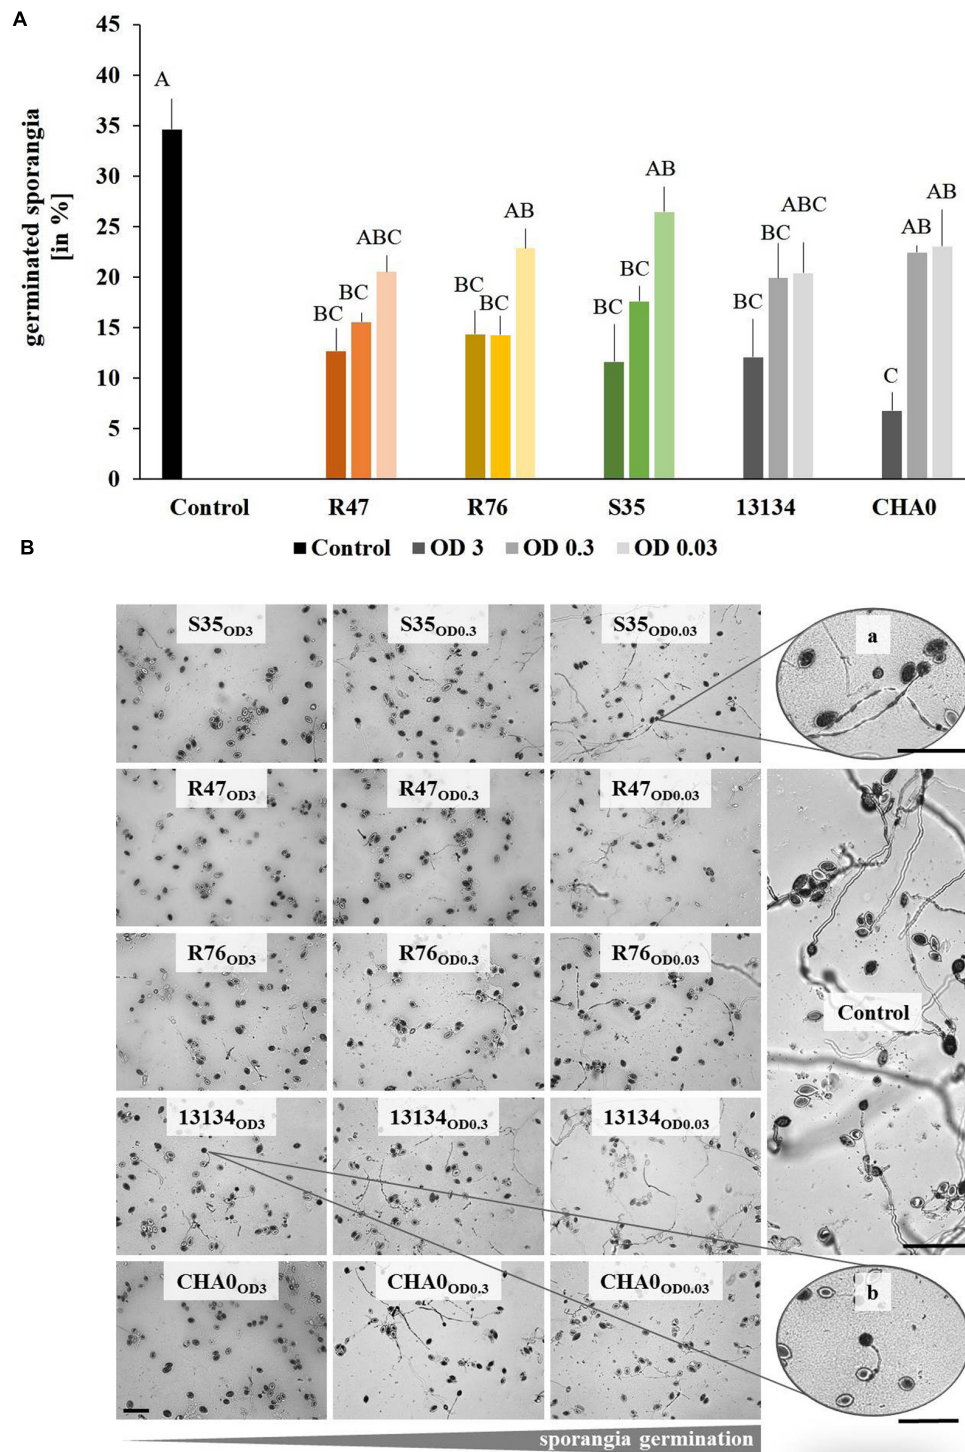 A
germinated sporangia
[in %]
45
40
35
30
25
20
15
10
5
0
A
BC
BC
ABC
BC
BC
AB
BC
BC
AB
BC
BC
ABC
C
AB
AB
Control
R47
R76
S35
13134
CHA0
Control OD 3 OD 0.3 OD 0.03
B
S35OD3
S35OD0.3
S35OD0.03
a
R47OD3
R47OD0.3
R47OD0.03
R76OD3
R76OD0.3
R76OD0.03
Control
13134OD3
13134OD0.3
13134OD0.03
CHA0OD3
CHA0OD0.3
CHA0OD0.03
b
sporangia germination